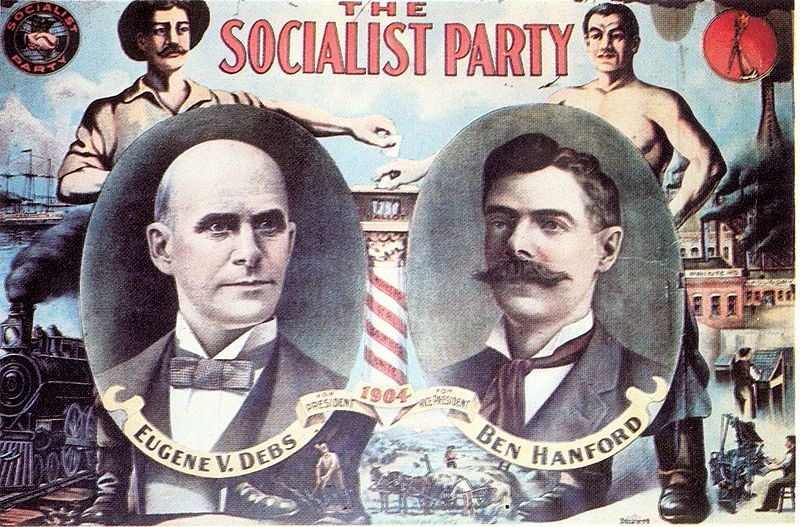 THE
SOCIALIST PARTY
SOCIALIST
PARTY
FOR
PRESIDENT
1904
FOR
VICE PRESIDENT
EUGENE V. DEBS
BEN HANFORD